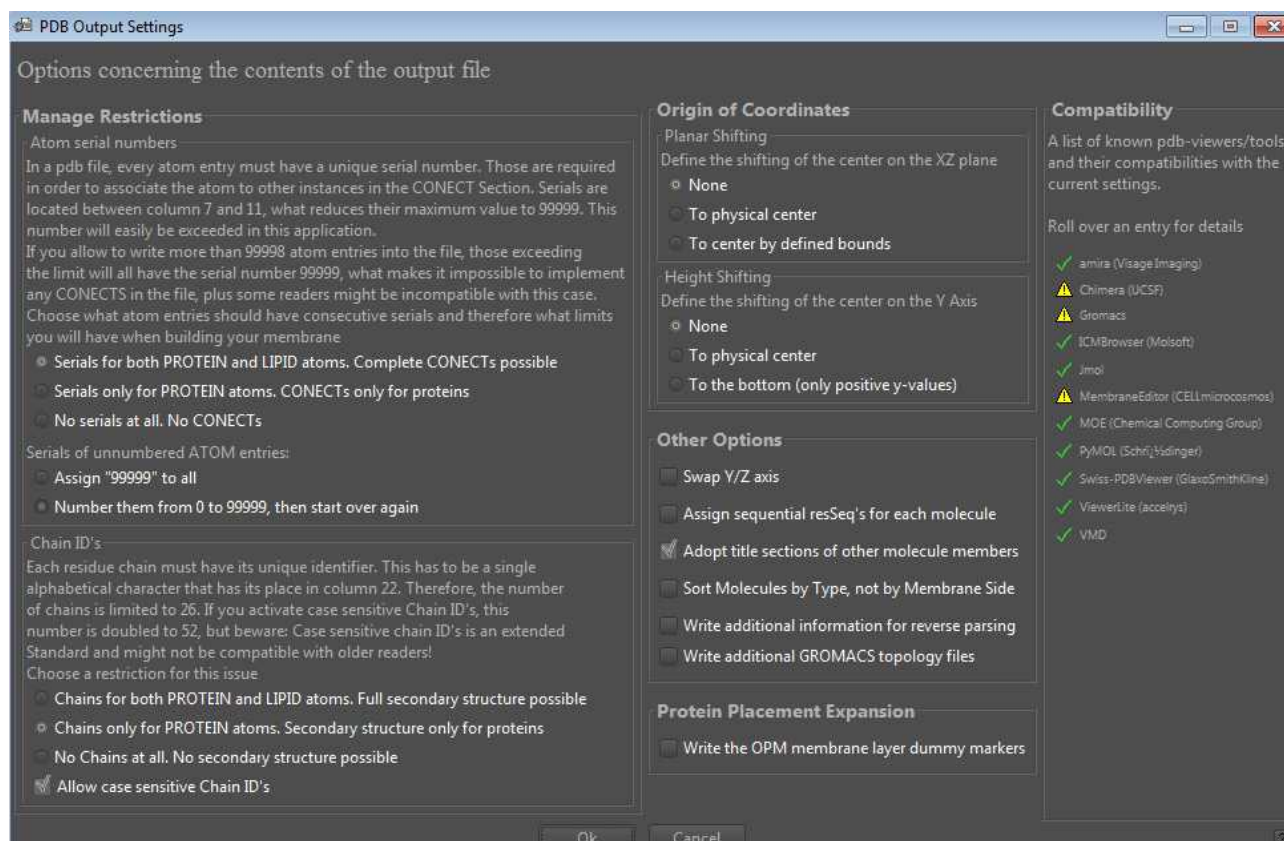 PDB Output Settings
Options concerning the contents of the output file
Manage Restrictions
Atom serial numbers
In a pdb file, every atom entry must have a unique serial number. Those are required
in order to associate the atom to other instances in the CONECT Section. Serials are
located between column 7 and 11, what reduces their maximum value to 99999. This
number will easily be exceeded in this application.
If you allow to write more than 99998 atom entries into the file, those exceeding
the limit will all have the serial number 99999, what makes it impossible to implement
any CONECTS in the file, plus some readers might be incompatible with this case.
Choose what atom entries should have consecutive serials and therefore what limits
you will have when building your membrane
Serials for both PROTEIN and LIPID atoms. Complete CONECTs possible
Serials only for PROTEIN atoms. CONECTs only for proteins
No serials at all. No CONECTs
Serials of unnumbered ATOM entries:
Assign "99999" to all
Number them from 0 to 99999, then start over again
Chain ID's
Each residue chain must have its unique identifier. This has to be a single
alphabetical character that has its place in column 22. Therefore, the number
of chains is limited to 26. If you activate case sensitive Chain ID's, this
number is doubled to 52, but beware: Case sensitive chain ID's is an extended
Standard and might not be compatible with older readers!
Choose a restriction for this issue
Chains for both PROTEIN and LIPID atoms. Full secondary structure possible
Chains only for PROTEIN atoms. Secondary structure only for proteins
No Chains at all. No secondary structure possible
Allow case sensitive Chain ID's
Origin of Coordinates
Planar Shifting
Define the shifting of the center on the XZ plane
None
To physical center
To center by defined bounds
Height Shifting
Define the shifting of the center on the Y Axis
None
To physical center
To the bottom (only positive y-values)
Other Options
Swap Y/Z axis
Assign sequential resSeq's for each molecule
Adopt title sections of other molecule members
Sort Molecules by Type, not by Membrane Side
Write additional information for reverse parsing
Write additional GROMACS topology files
Protein Placement Expansion
Write the OPM membrane layer dummy markers
Compatibility
A list of known pdb-viewers/tools
and their compatibilities with the
current settings.
Roll over an entry for details
amira (Visage Imaging)
Chimera (UCSF)
Gromacs
ICMBrowser (Molsoft)
Jmol
MembraneEditor (CELLmicrocosmos)
MOE (Chemical Computing Group)
PyMOL (Schrï¿½dinger)
Swiss-PDBViewer (GlaxoSmithKline)
ViewerLite (accelrys)
VMD
Ok
Cancel